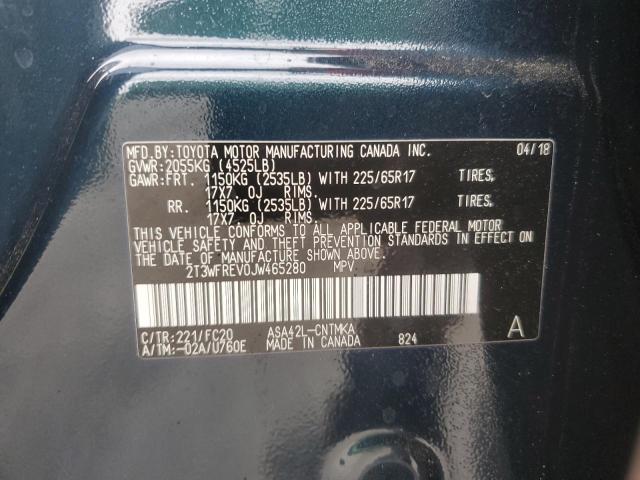 MFD.BY:TOYOTA MOTOR MANUFACTURING CANADA INC. 04/18
GVWR:2055KG (4525LB)
GAWR:FRT. 1150KG (2535LB) WITH 225/65R17 TIRES,
17X7.0J RIMS.
RR. 1150KG (2535LB) WITH 225/65R17 TIRES,
17X7.0J RIMS.
THIS VEHICLE CONFORMS TO ALL APPLICABLE FEDERAL MOTOR
VEHICLE SAFETY AND THEFT PREVENTION STANDARDS IN EFFECT ON
THE DATE OF MANUFACTURE SHOWN ABOVE.
2T3WFREV0JW465280 MPV
C/TR:221/FC20 ASA42L-CNTMKA A
A/TM:-02A/U760E MADE IN CANADA 824